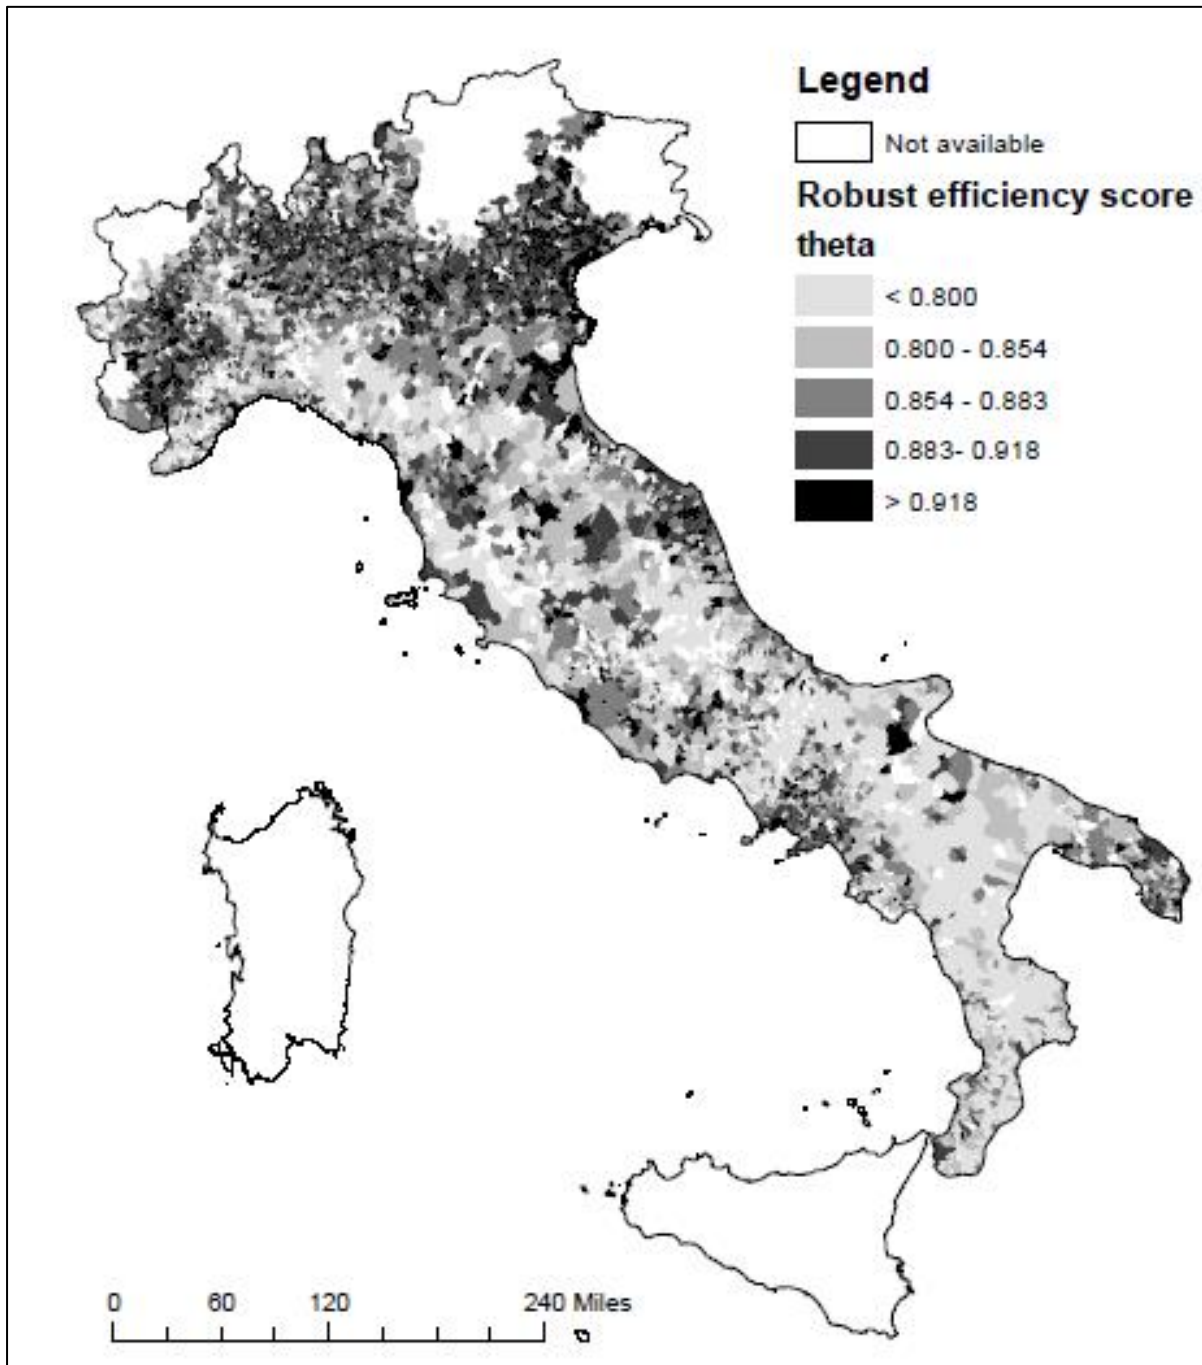 Legend
Not available
Robust efficiency score
theta
< 0.800
0.800 - 0.854
0.854 - 0.883
0.883- 0.918
> 0.918
0 60 120 240 Miles